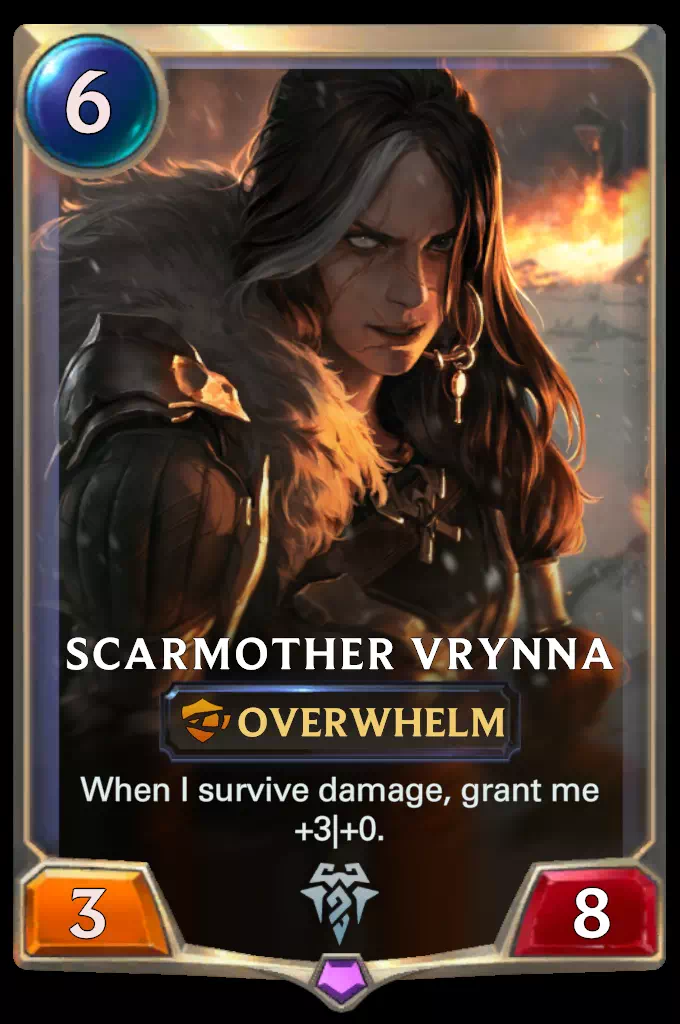 6
SCARMOTHER VRYNNA
OVERWHELM
When I survive damage, grant me
+3|+0.
3
8